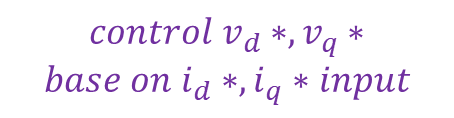 control v_d *, v_q *
base on i_d *, i_q * input